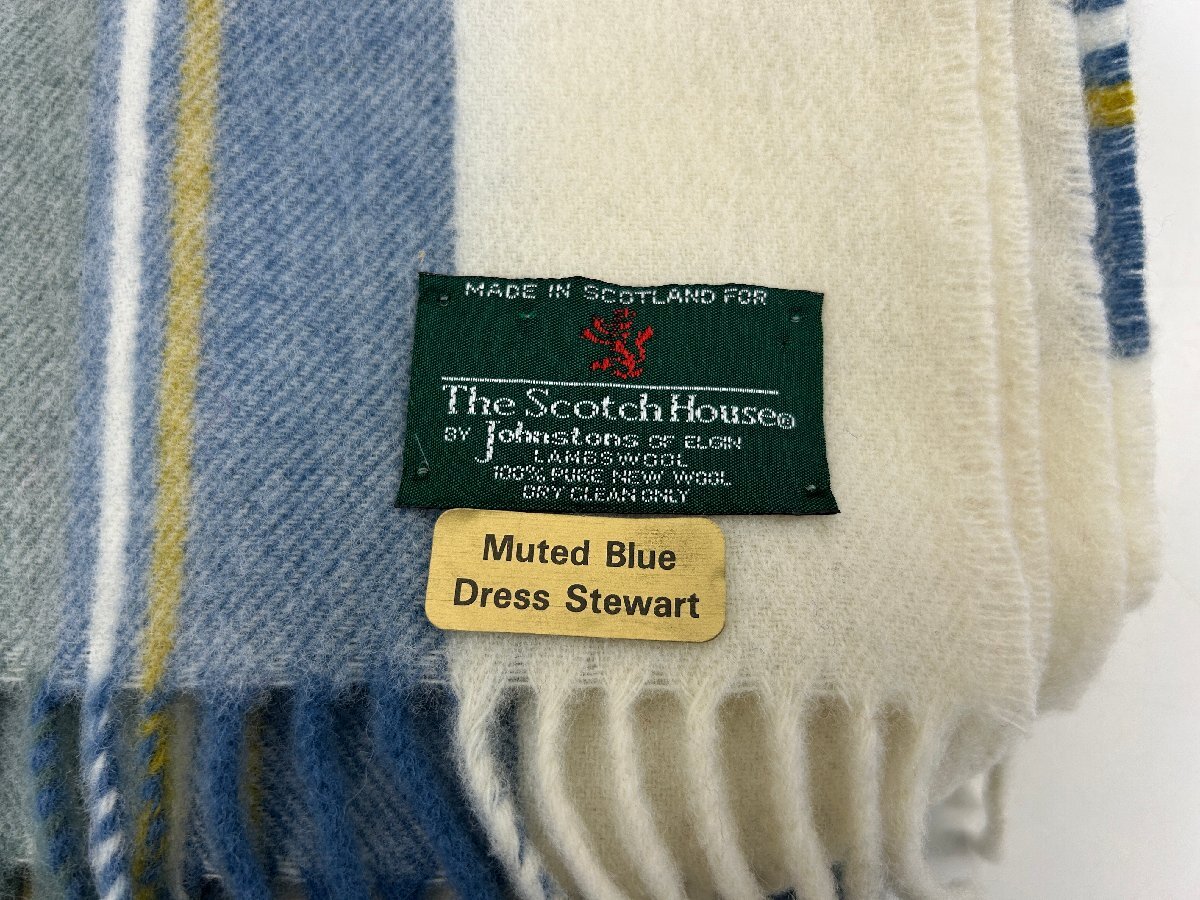 MADE IN SCOTLAND FOR
The Scotch House®
BY Johnstons OF ELGIN
LAMBSWOOL
100% PURE NEW WOOL
DRY CLEAN ONLY
Muted Blue
Dress Stewart